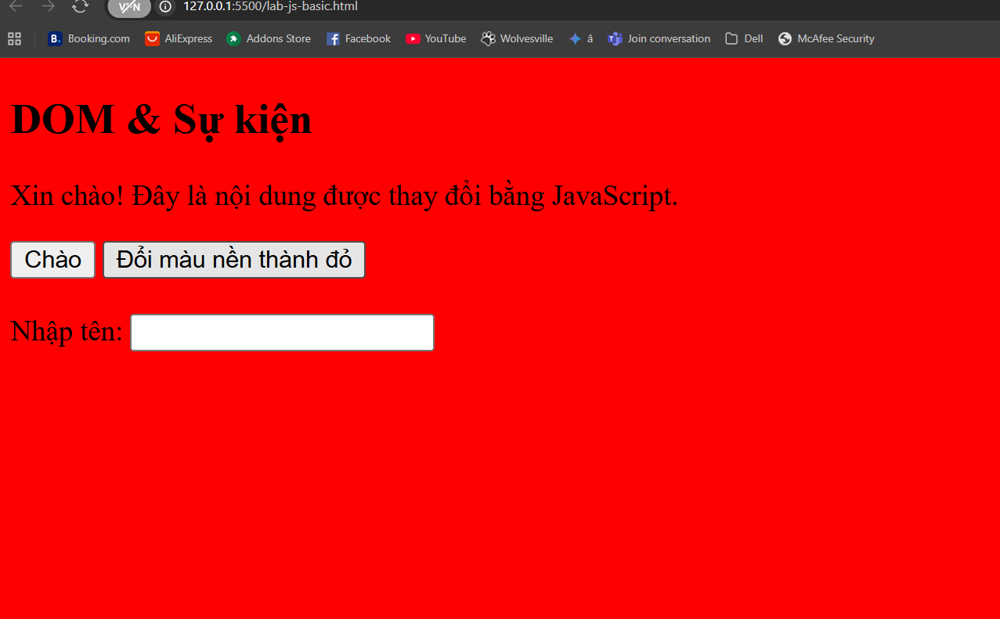 VPN 127.0.0.1:5500/lab-js-basic.html
Booking.com AliExpress Addons Store Facebook YouTube Wolvesville â Join conversation Dell McAfee Security
DOM & Sự kiện
Xin chào! Đây là nội dung được thay đổi bằng JavaScript.
Chào Đổi màu nền thành đỏ
Nhập tên: